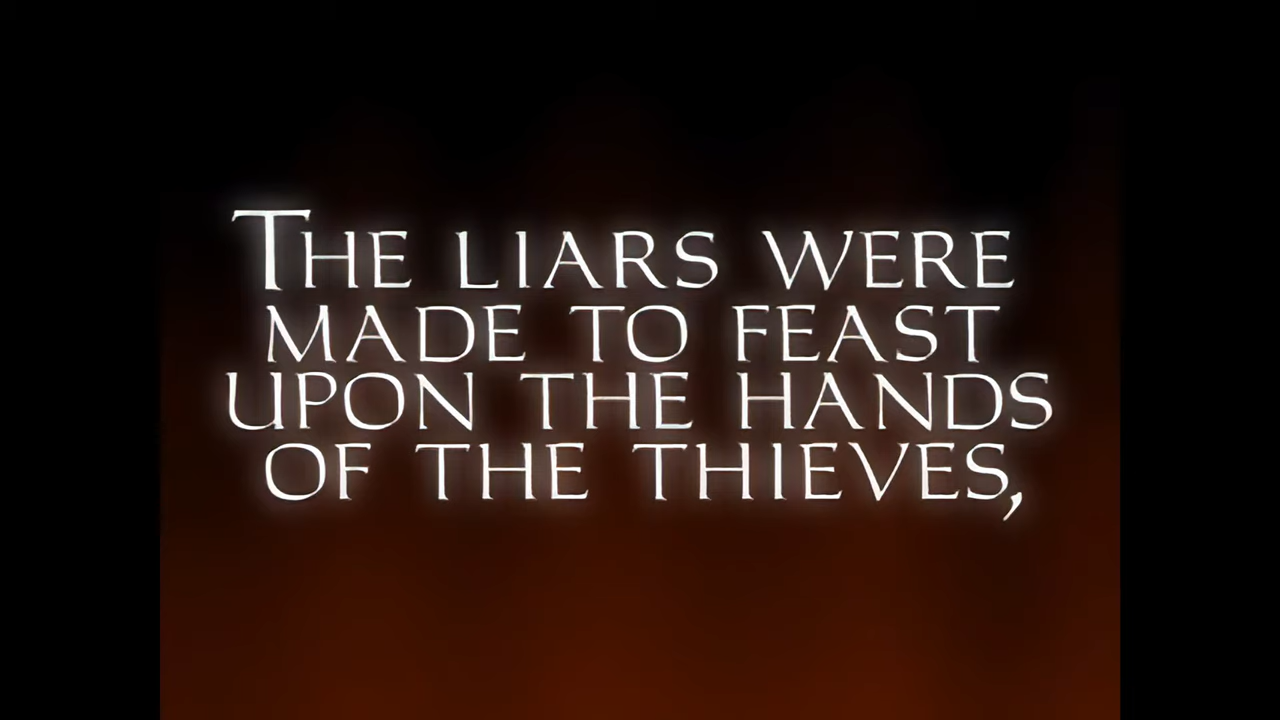 THE LIARS WERE
MADE TO FEAST
UPON THE HANDS
OF THE THIEVES,